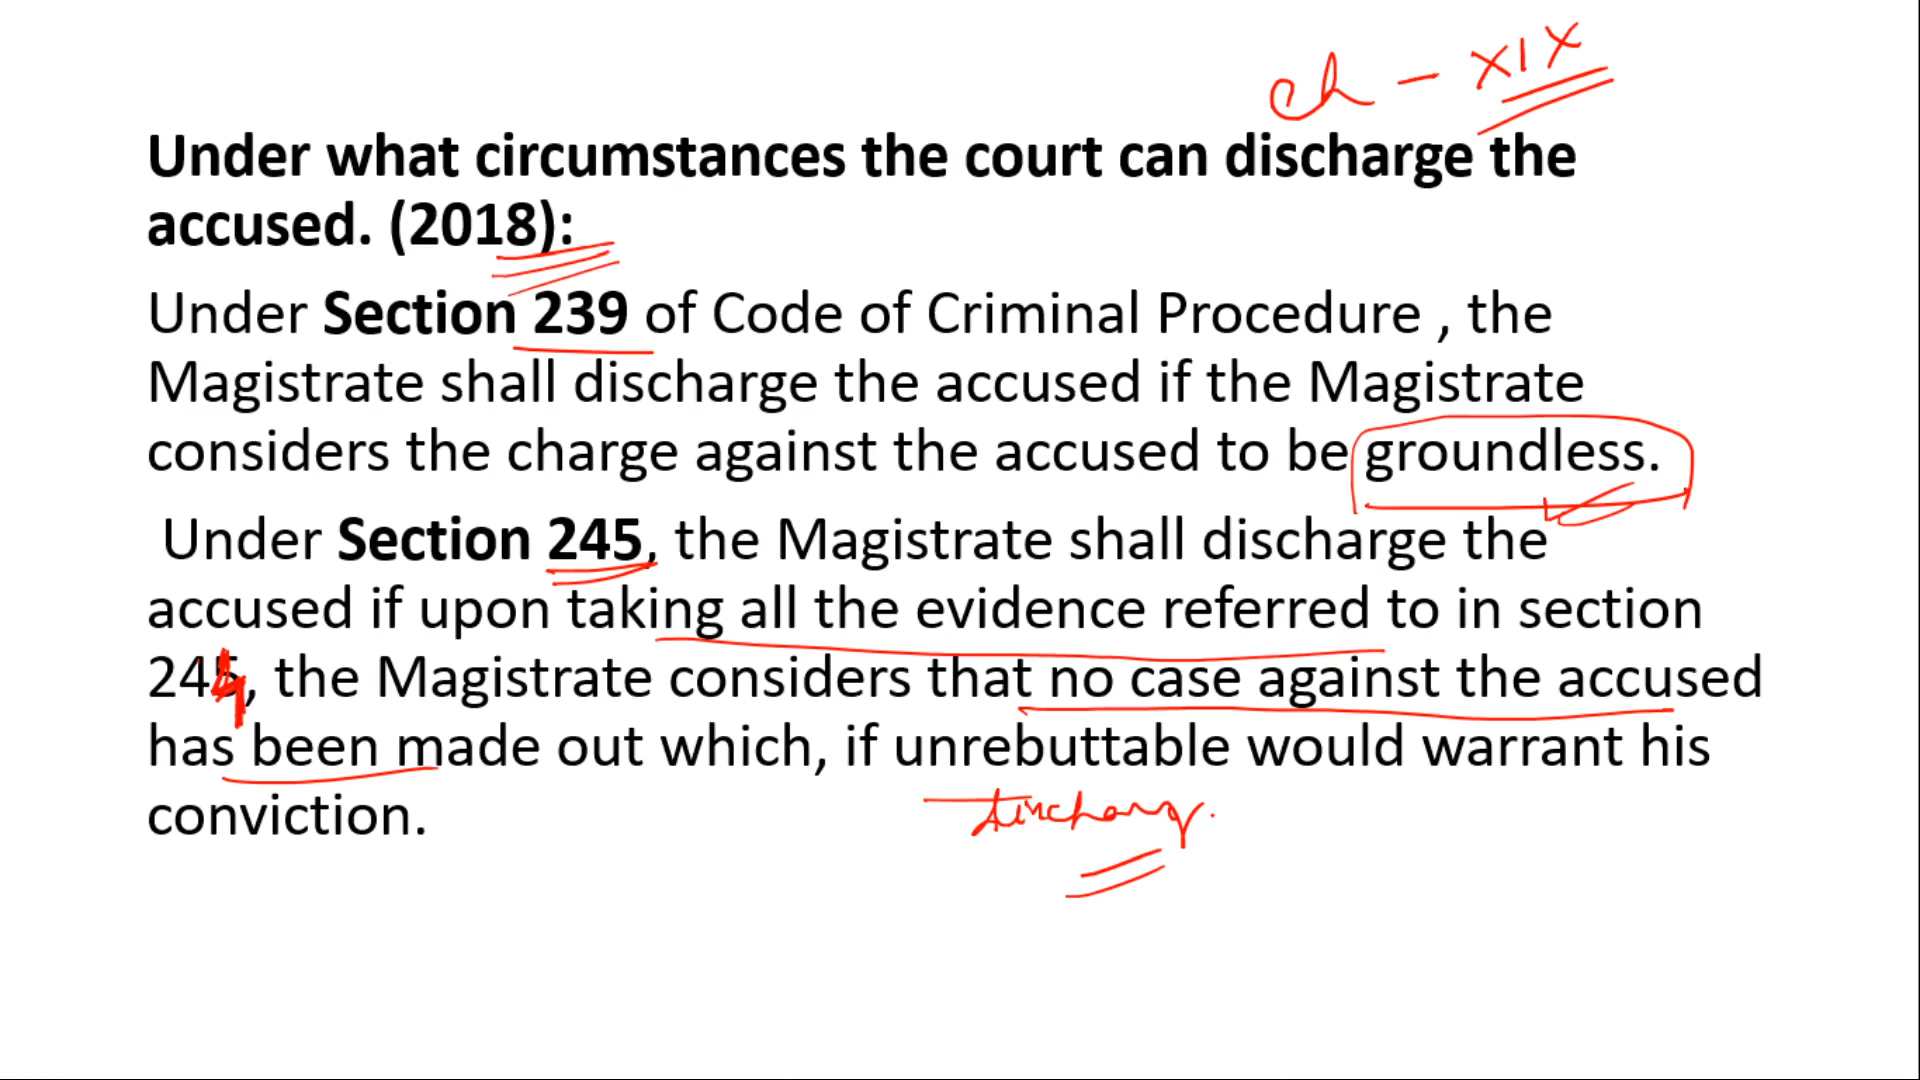 ch - XIX
Under what circumstances the court can discharge the
accused. (2018):
Under Section 239 of Code of Criminal Procedure , the
Magistrate shall discharge the accused if the Magistrate
considers the charge against the accused to be groundless.
Under Section 245, the Magistrate shall discharge the
accused if upon taking all the evidence referred to in section
244, the Magistrate considers that no case against the accused
has been made out which, if unrebuttable would warrant his
conviction.